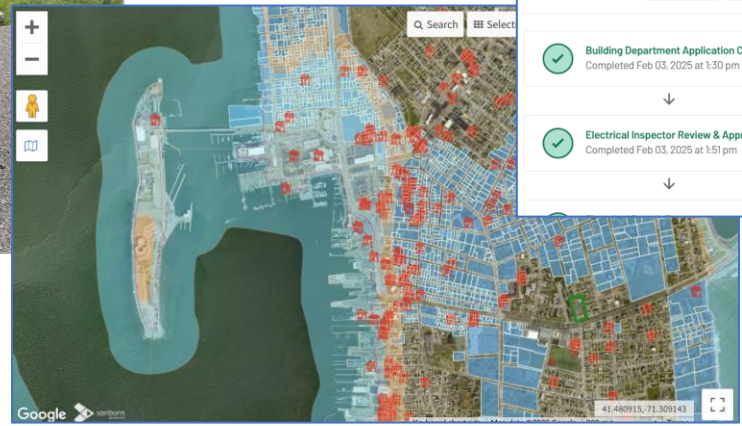 Search
Select
Building Department Application C
Completed Feb 03, 2025 at 1:30 pm
Electrical Inspector Review & Appr
Completed Feb 03, 2025 at 1:51 pm
Google
sanborn
41.480915,-71.309143